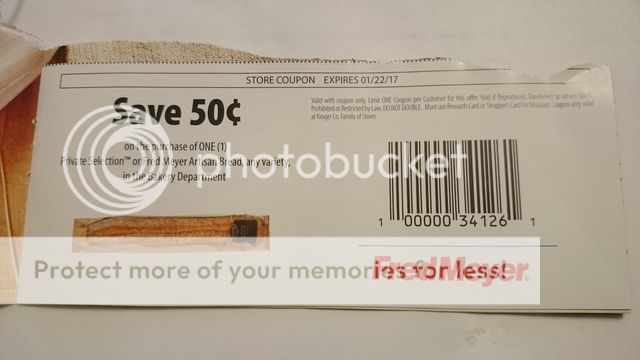 STORE COUPON EXPIRES 01/22/17
Save 50¢
on the purchase of ONE (1)
Private Selection™ or Fred Meyer Artisan Bread, any variety,
in the Bakery Department
Valid with coupon only. Limit ONE Coupon per Customer for this offer. Void if Reproduced, Transferred or where
Prohibited or Restricted by Law. DO NOT DOUBLE. Must use Rewards Card or Shopper's Card for Discount. Coupon only valid
at Kroger Co. Family of Stores.
1 00000 34126 1
photobucket
Protect more of your memories for less!
Fred Meyer